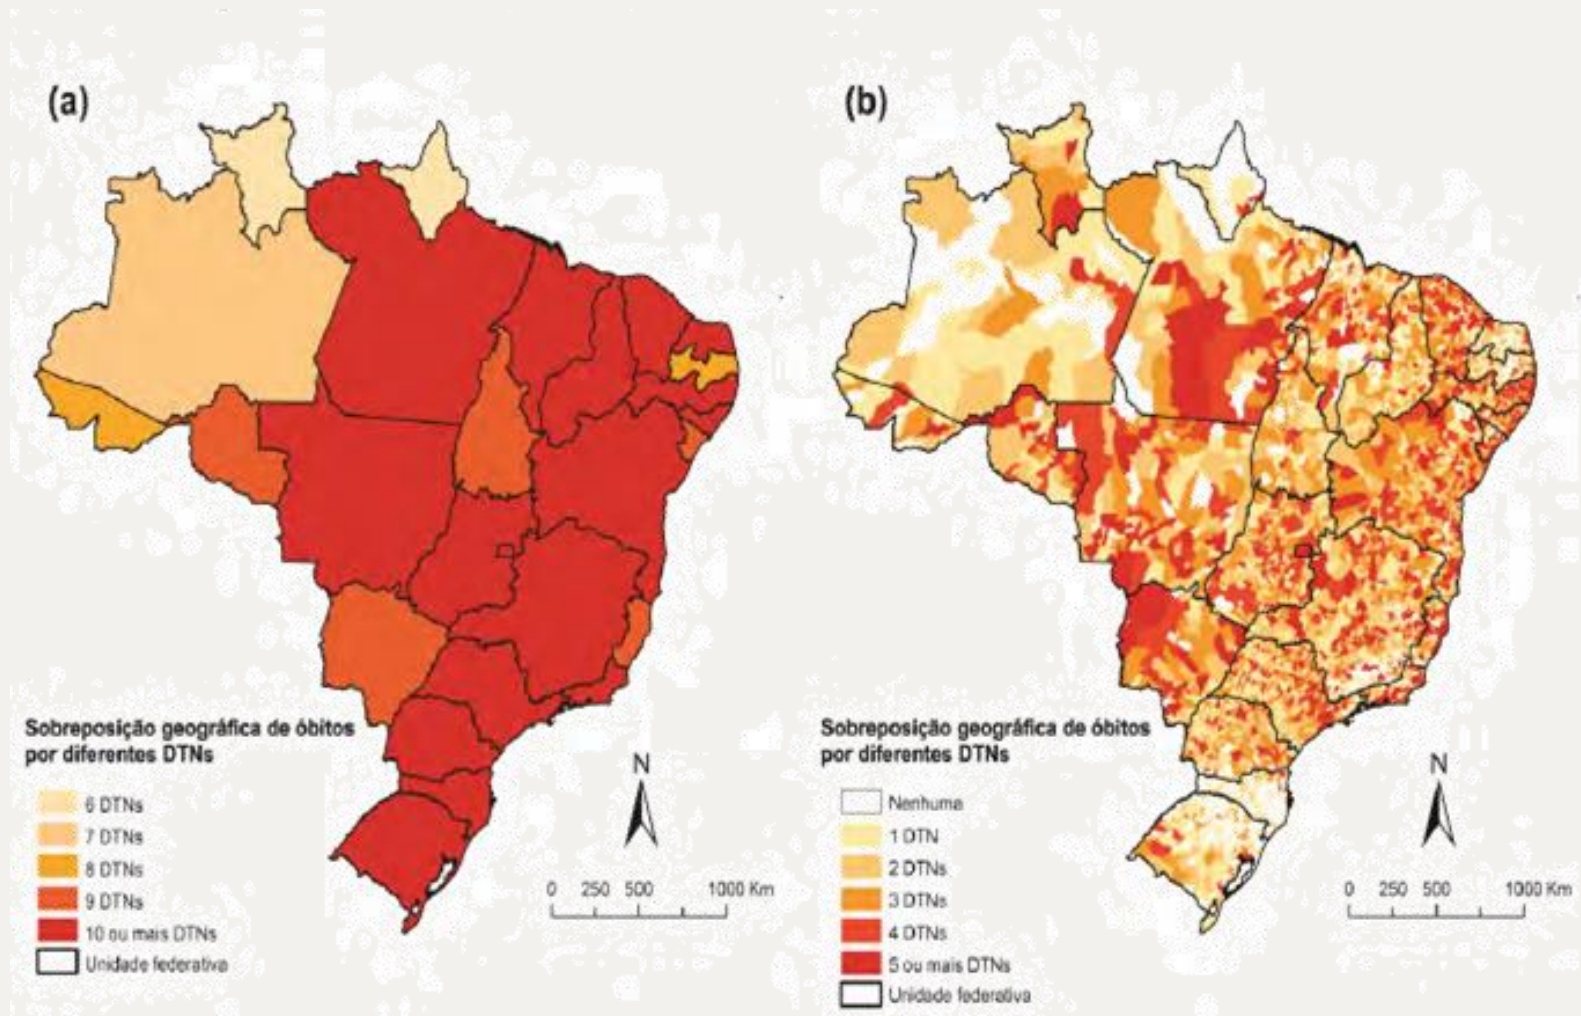 (a)
Sobreposição geográfica de óbitos
por diferentes DTNs
6 DTNs
7 DTNs
8 DTNs
9 DTNs
10 ou mais DTNs
Unidade federativa
N
0 250 500 1000 Km
(b)
Sobreposição geográfica de óbitos
por diferentes DTNs
Nenhuma
1 DTN
2 DTNs
3 DTNs
4 DTNs
5 ou mais DTNs
Unidade federativa
N
0 250 500 1000 Km